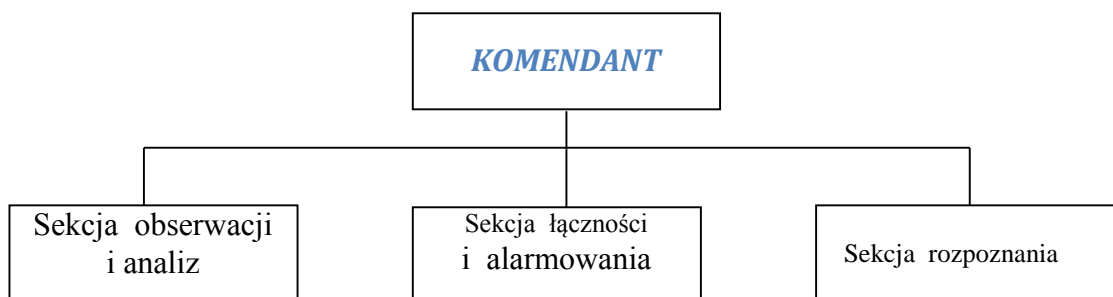 KOMENDANT
Sekcja obserwacji
i analiz
Sekcja łączności
i alarmowania
Sekcja rozpoznania